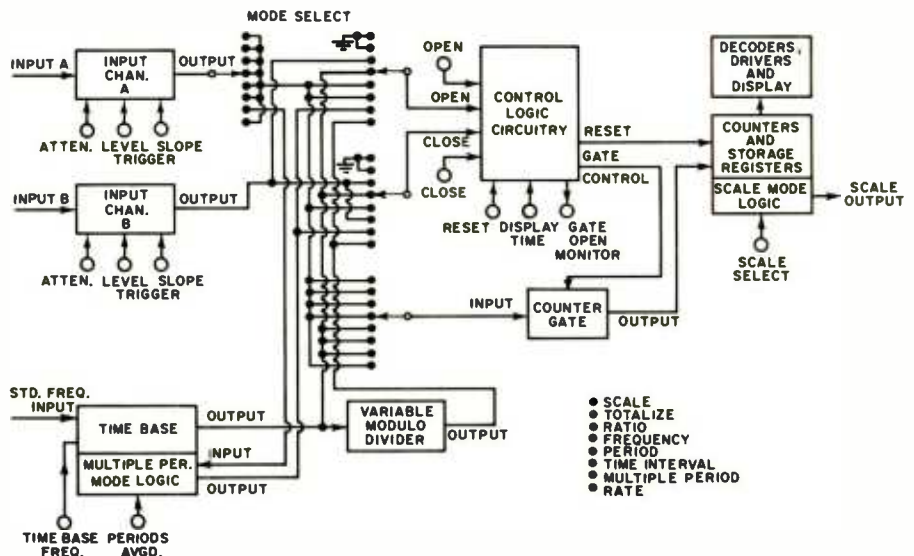 MODE SELECT
INPUT A
INPUT
CHAN.
A
OUTPUT
ATTEN. LEVEL SLOPE
TRIGGER
INPUT B
INPUT
CHAN.
B
OUTPUT
ATTEN. LEVEL SLOPE
TRIGGER
OPEN
OPEN
CLOSE
CLOSE
CONTROL
LOGIC
CIRCUITRY
RESET
GATE
CONTROL
RESET DISPLAY GATE
TIME OPEN
MONITOR
DECODERS,
DRIVERS
AND
DISPLAY
COUNTERS
AND
STORAGE
REGISTERS
SCALE MODE
LOGIC
SCALE
OUTPUT
SCALE
SELECT
INPUT
COUNTER
GATE
OUTPUT
STD. FREQ.
INPUT
TIME BASE
OUTPUT
INPUT
MULTIPLE PER.
MODE LOGIC
OUTPUT
TIME BASE PERIODS
FREQ. AVGD.
VARIABLE
MODULO
DIVIDER
OUTPUT
SCALE
TOTALIZE
RATIO
FREQUENCY
PERIOD
TIME INTERVAL
MULTIPLE PERIOD
RATE